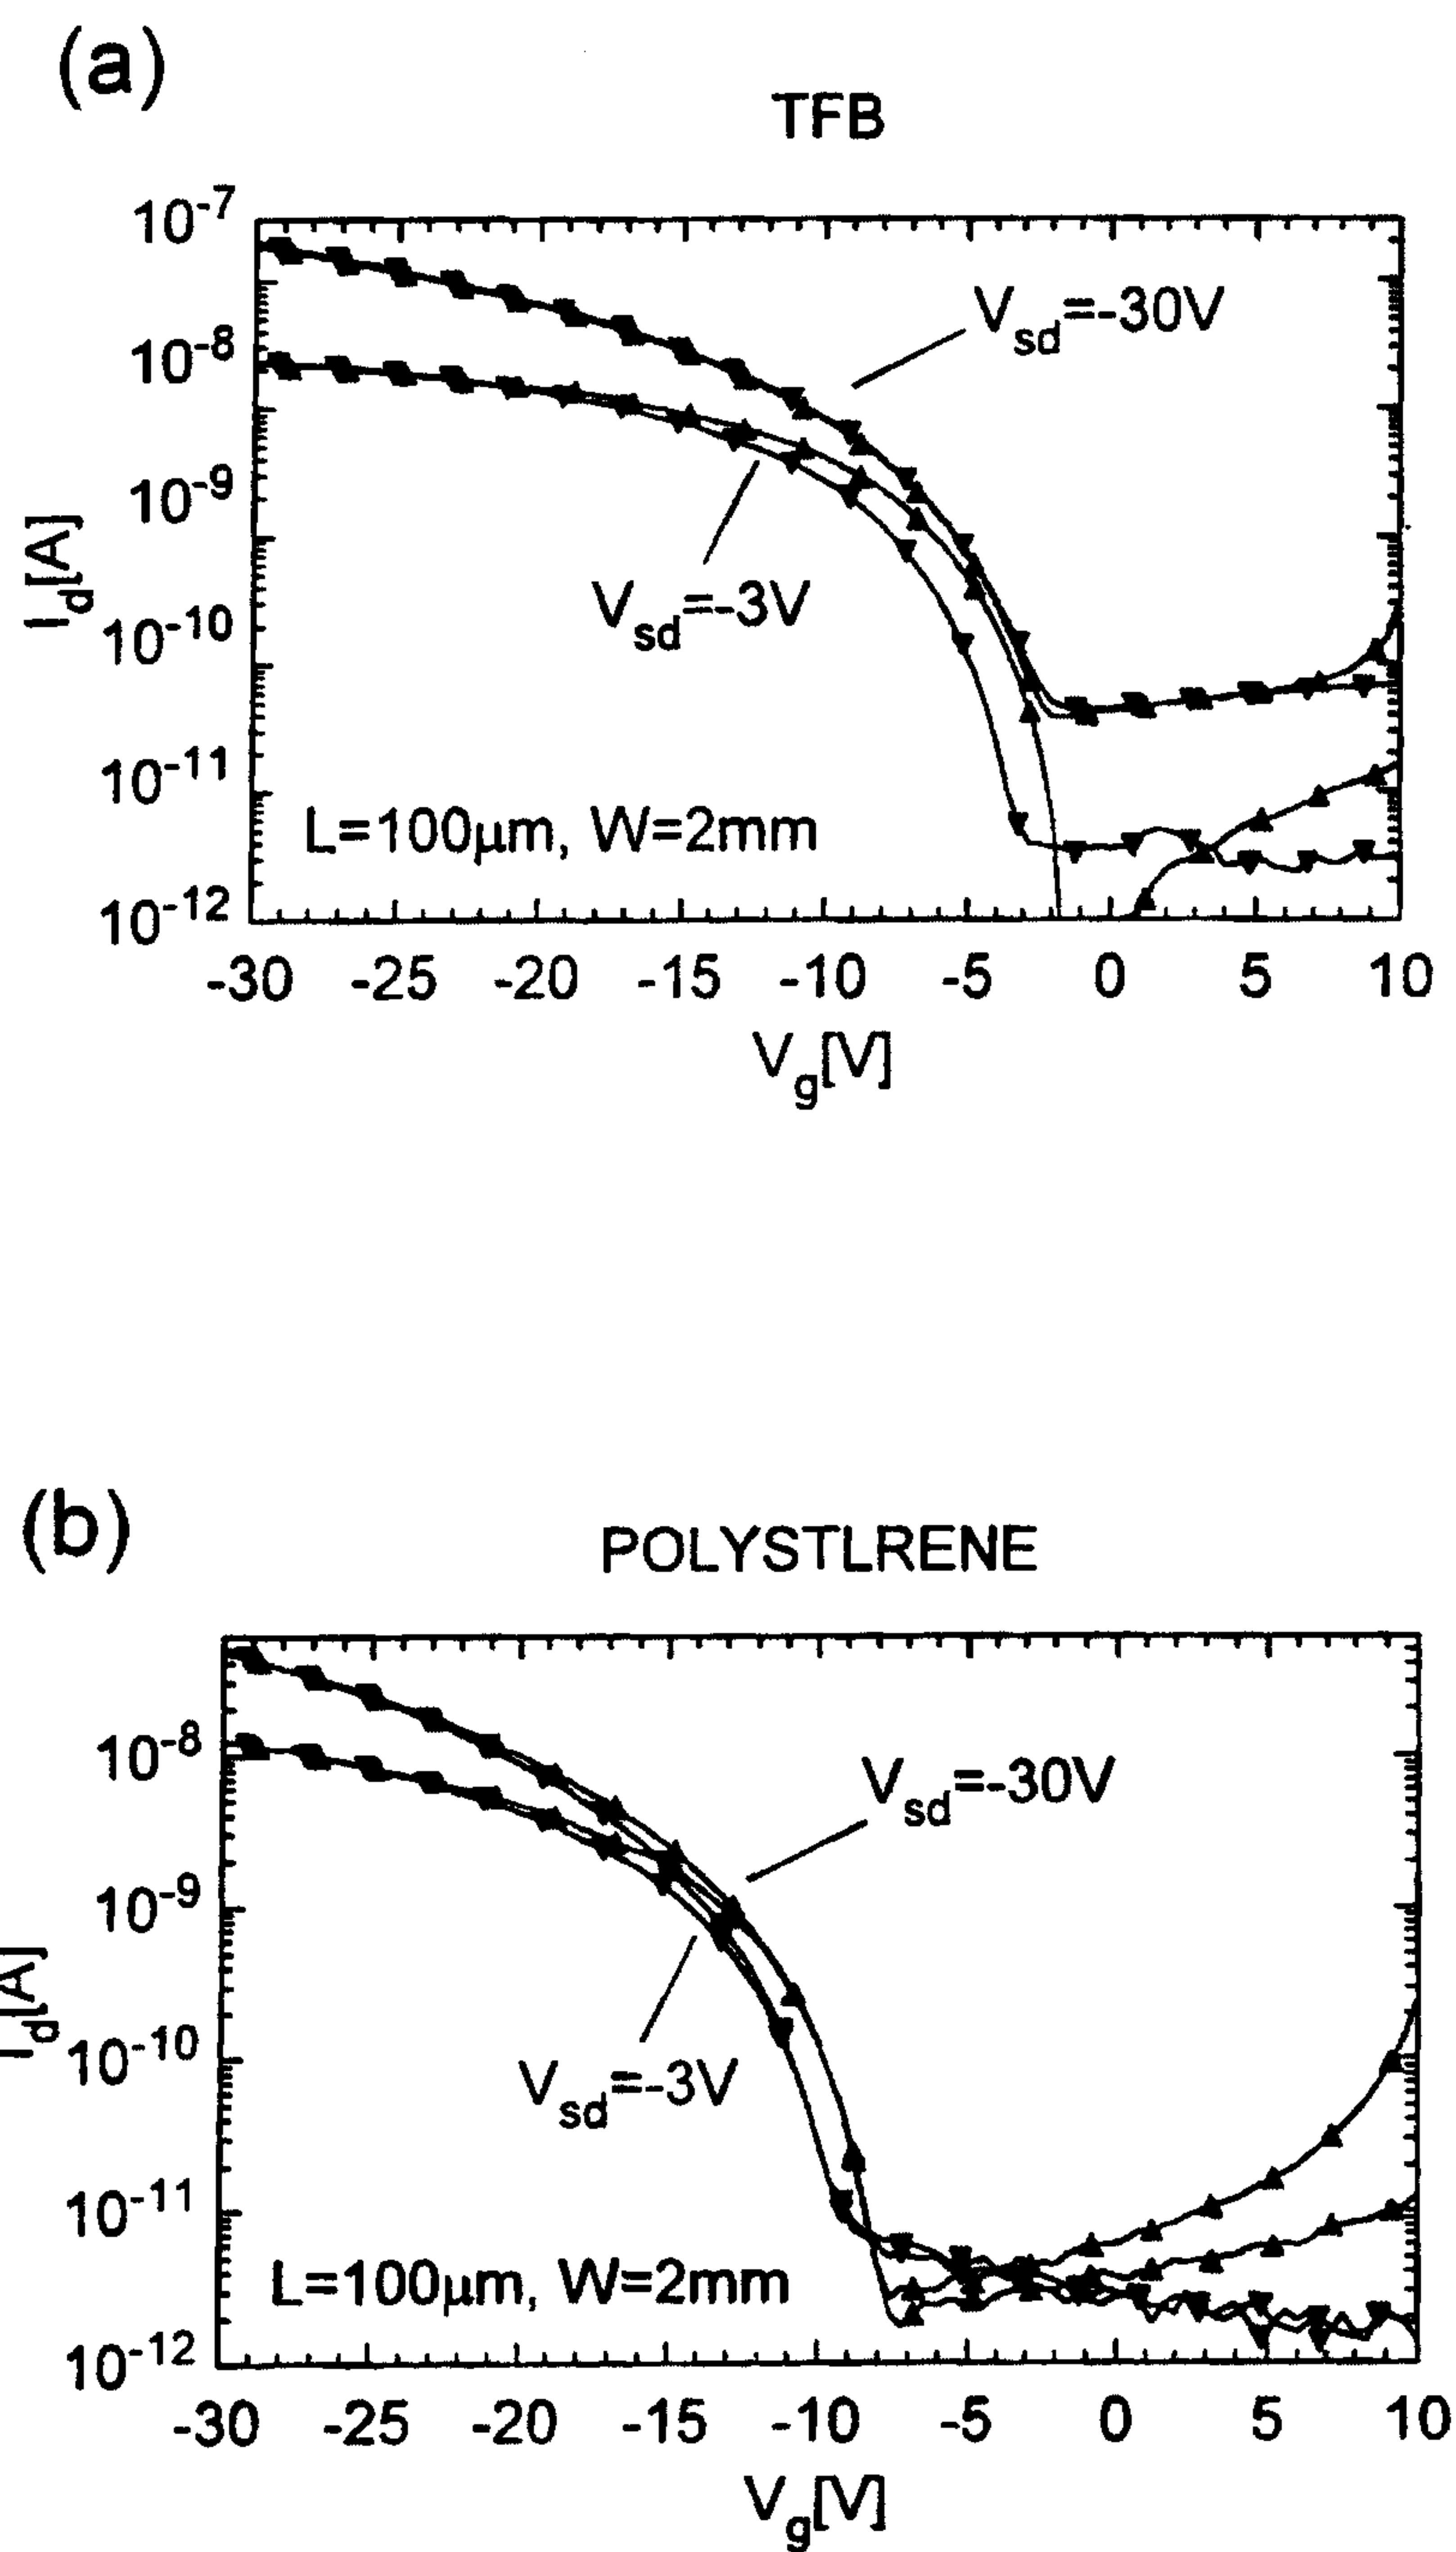 (a)
TFB
10-7
10-8
10-9
10-10
10-11
10-12
Id[A]
Vsd=-30V
Vsd=-3V
L=100μm, W=2mm
-30 -25 -20 -15 -10 -5 0 5 10
Vg[V]
(b)
POLYSTLRENE
10-8
10-9
10-10
10-11
10-12
Id[A]
Vsd=-30V
Vsd=-3V
L=100μm, W=2mm
-30 -25 -20 -15 -10 -5 0 5 10
Vg[V]